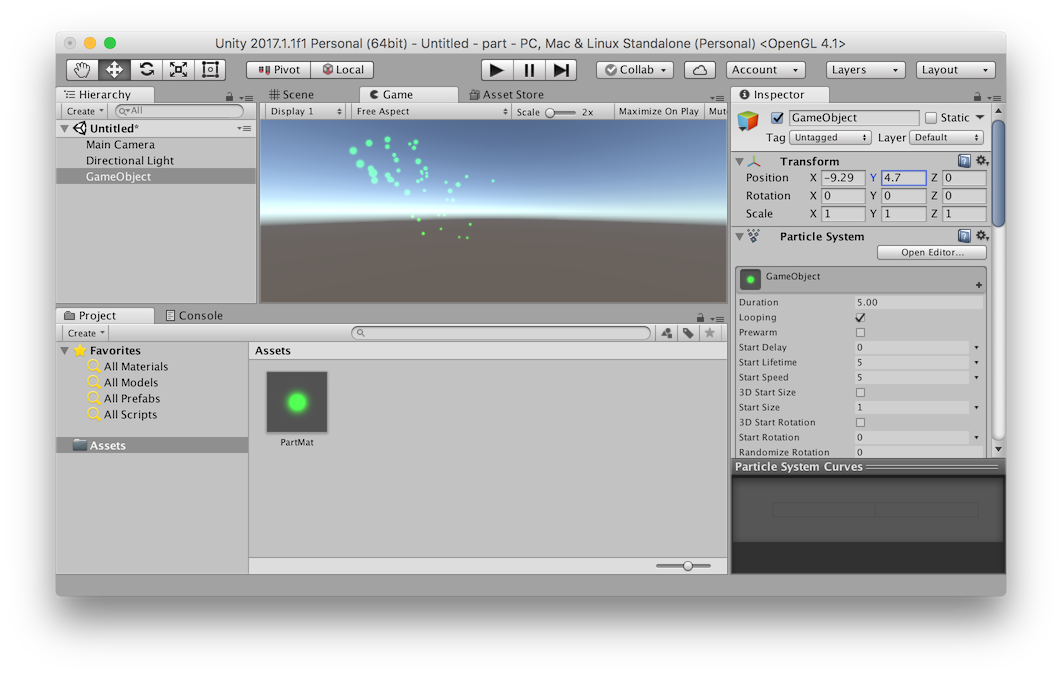 Unity 2017.1.1f1 Personal (64bit) - Untitled - part - PC, Mac & Linux Standalone (Personal) <OpenGL 4.1>
Pivot Local Collab Account Layers Layout
Hierarchy
Create All
Untitled*
Main Camera
Directional Light
GameObject
Scene Game Asset Store
Display 1 Free Aspect Scale 2x Maximize On Play Mut
Inspector
GameObject Static
Tag Untagged Layer Default
Transform
Position X -9.29 Y 4.7 Z 0
Rotation X 0 Y 0 Z 0
Scale X 1 Y 1 Z 1
Particle System
Open Editor...
GameObject
Duration 5.00
Looping
Prewarm
Start Delay 0
Start Lifetime 5
Start Speed 5
3D Start Size
Start Size 1
3D Start Rotation
Start Rotation 0
Randomize Rotation 0
Particle System Curves
Project Console
Create
Favorites
All Materials
All Models
All Prefabs
All Scripts
Assets
Assets
PartMat